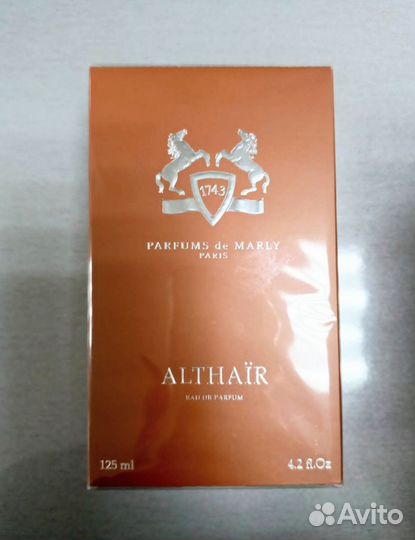 1743
PARFUMS de MARLY
PARIS
ALTHAÏR
EAU DE PARFUM
125 ml 4.2 fl.Oz
Avito